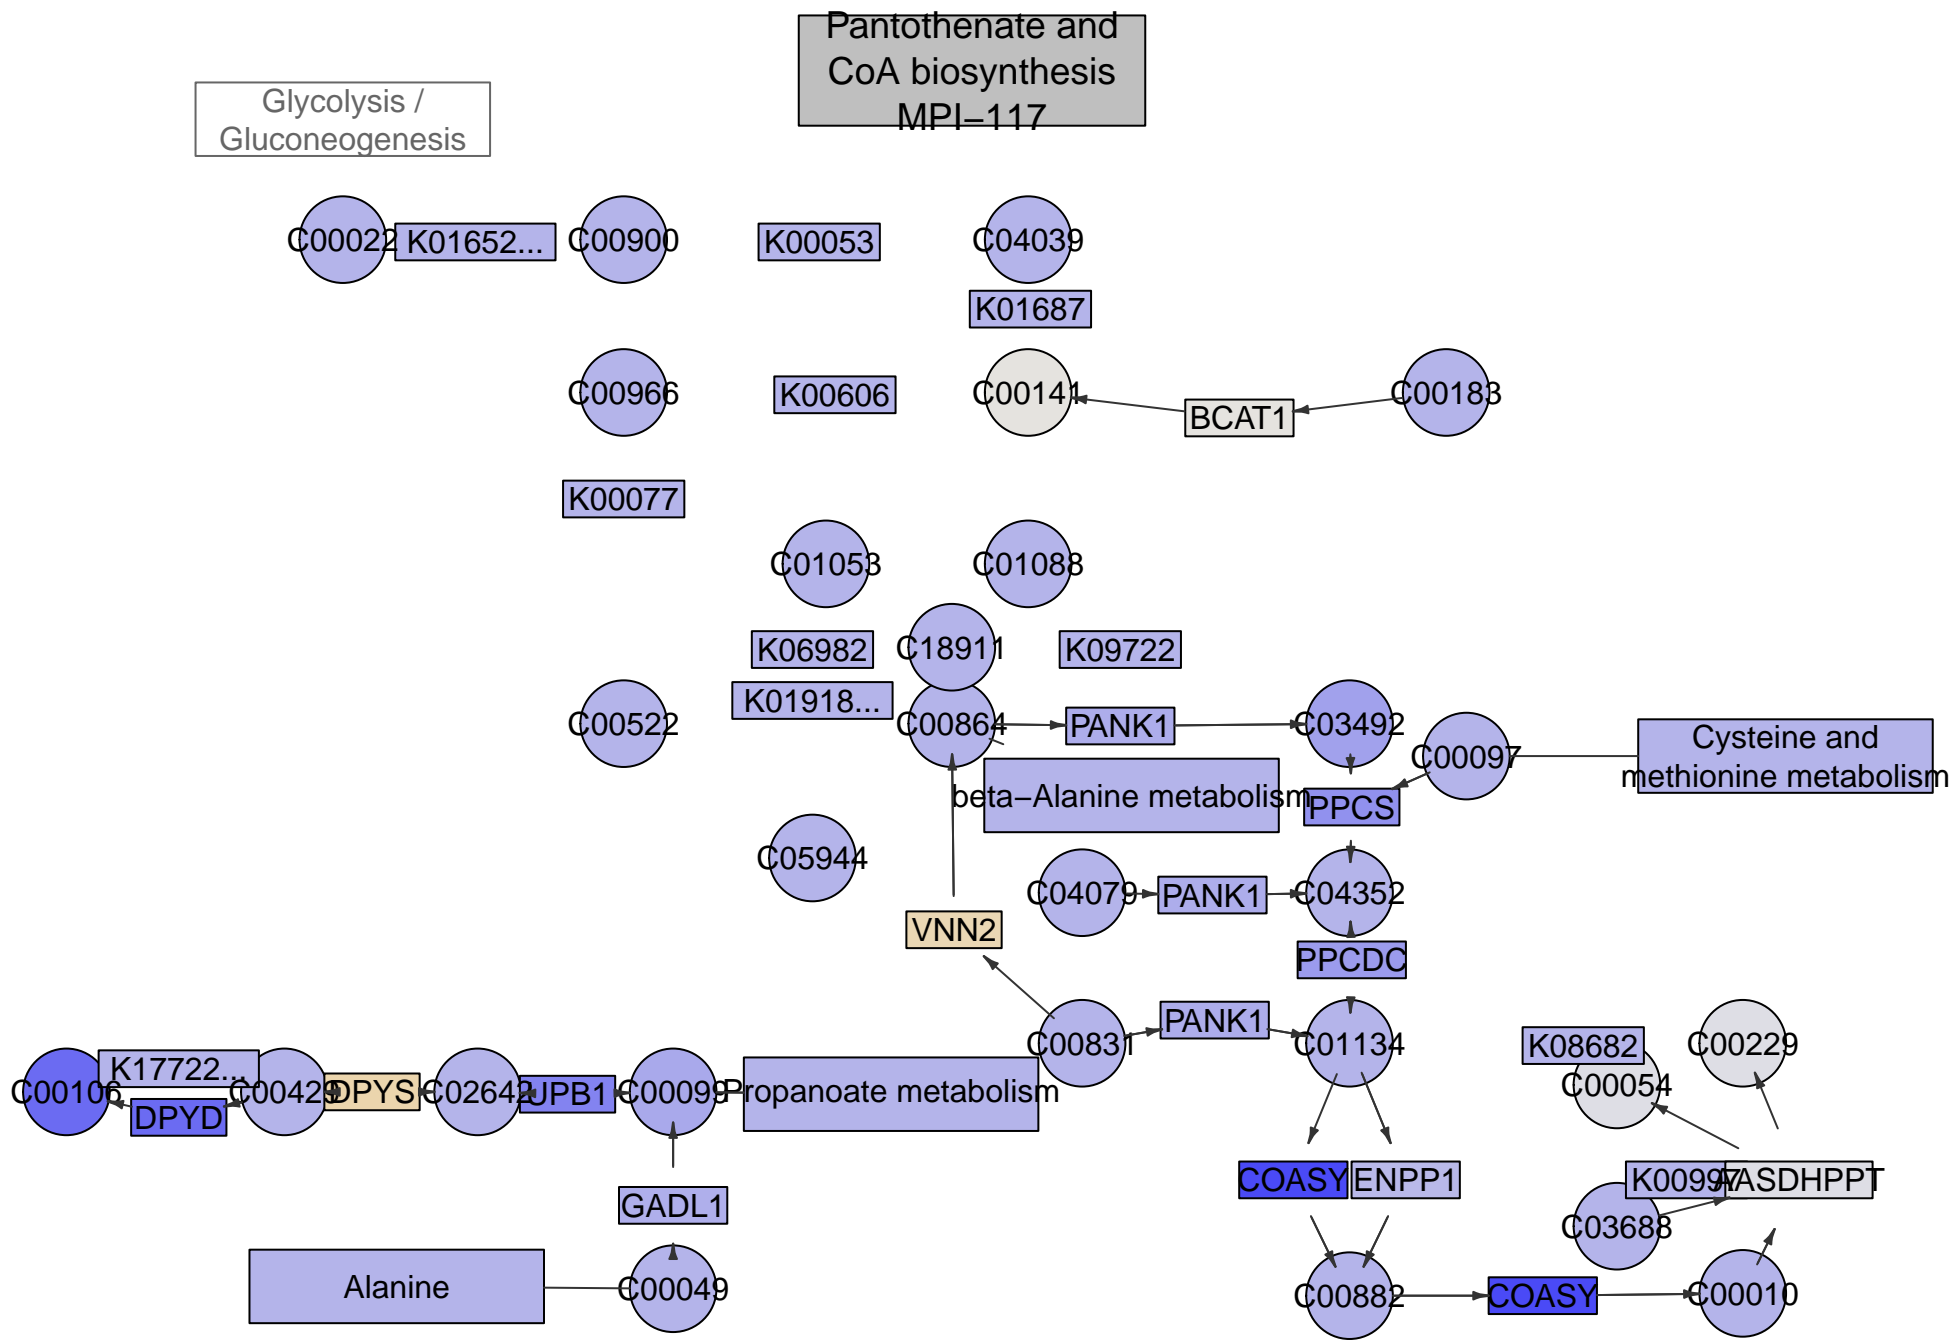 Pantothenate and
CoA biosynthesis
MPI−117
Glycolysis /
Gluconeogenesis
C00022
K01652...
C00900
K00053
C04039
K01687
C00966
K00606
C00141
BCAT1
C00183
K00077
C01053
C01088
K06982
C18911
K09722
K01918...
C00522
C00864
PANK1
C03492
C00097
Cysteine and
methionine metabolism
beta−Alanine metabolism
PPCS
C05944
C04079
PANK1
C04352
VNN2
PPCDC
C00831
PANK1
C01134
K08682
C00229
C00054
C00106
K17722...
DPYD
C00429
DPYS
C02642
UPB1
C00099
Propanoate metabolism
COASY
ENPP1
K00997
AASDHPPT
GADL1
C03688
Alanine
C00049
C00882
COASY
C00010